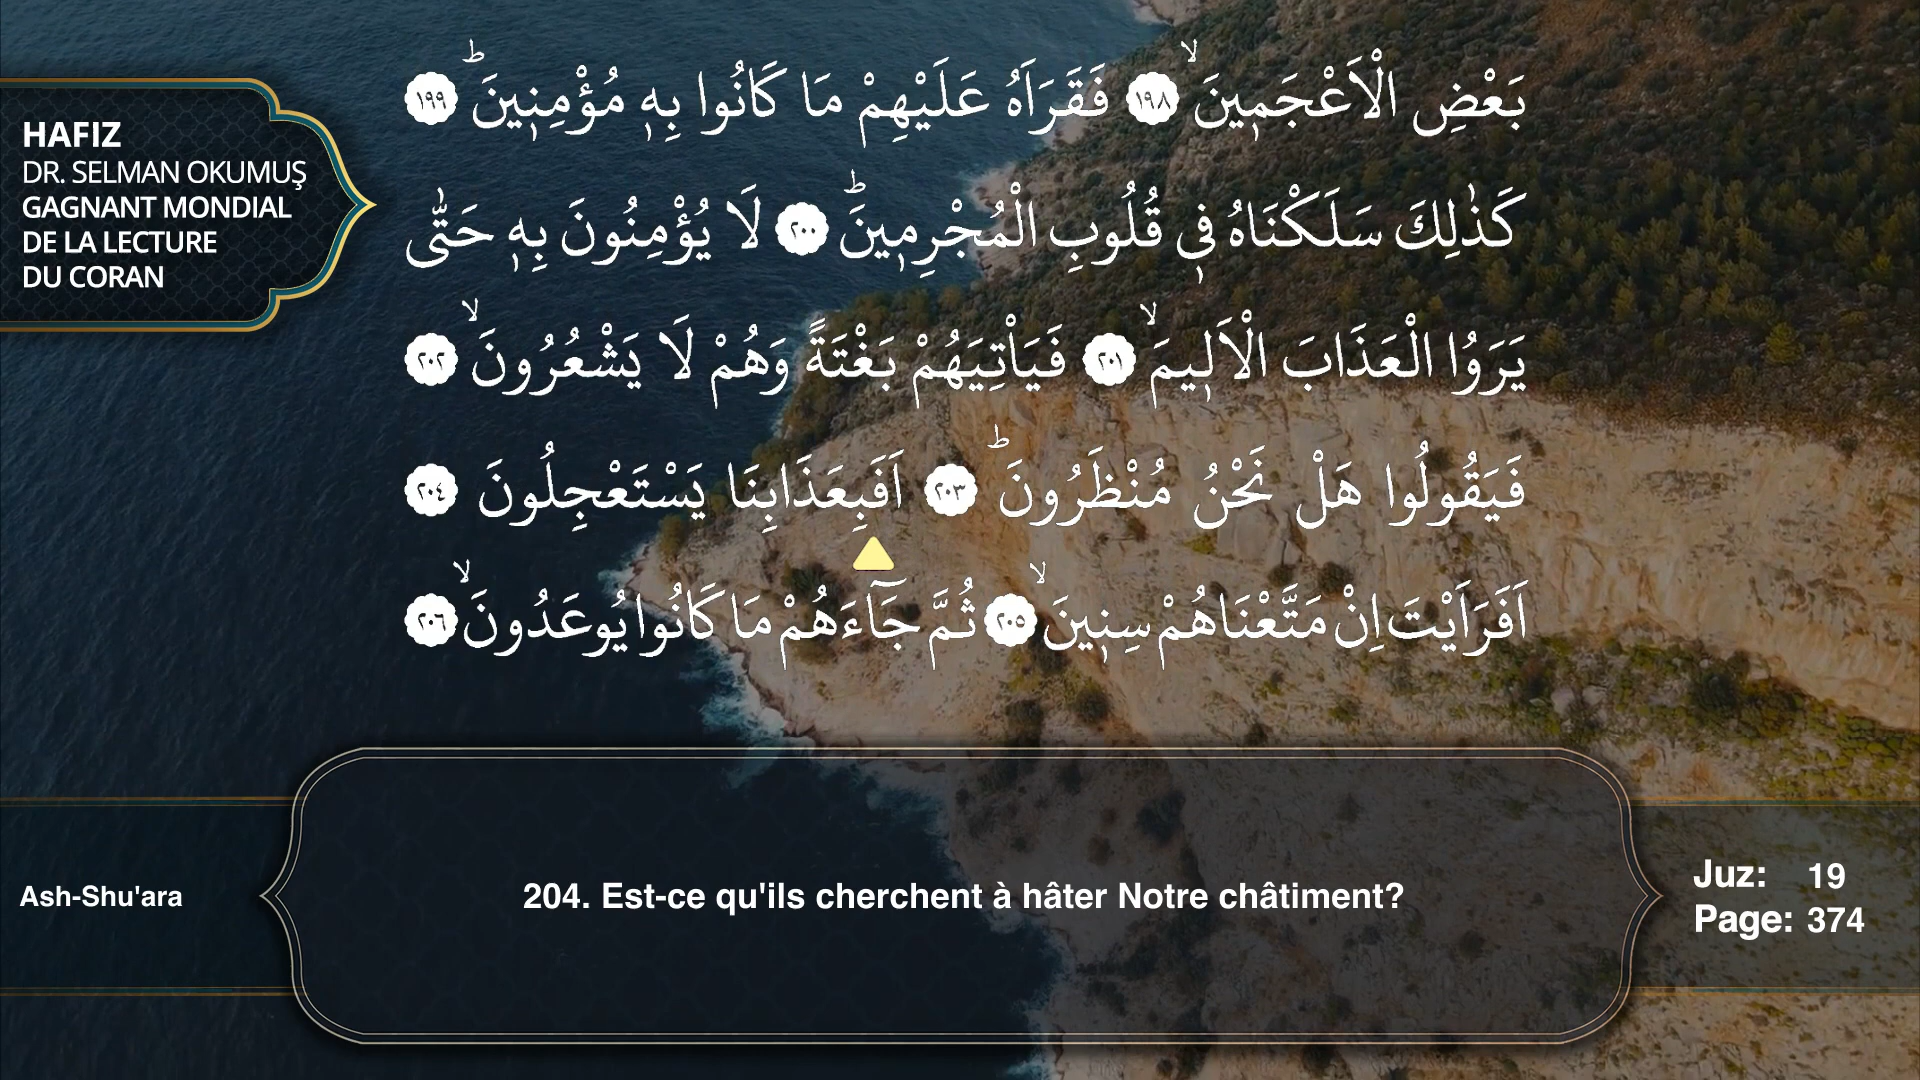 HAFIZ
DR. SELMAN OKUMUŞ
GAGNANT MONDIAL
DE LA LECTURE
DU CORAN
بَعْضِ الْاَعْجَمٖينَۙ ﴿١٩٨﴾ فَقَرَاَهُ عَلَيْهِمْ مَا كَانُوا بِهٖ مُؤْمِنٖينَۜ ﴿١٩٩﴾
كَذٰلِكَ سَلَكْنَاهُ فٖى قُلُوبِ الْمُجْرِمٖينَۜ ﴿٢٠٠﴾ لَا يُؤْمِنُونَ بِهٖ حَتّٰى
يَرَوُا الْعَذَابَ الْاَلٖيمَۙ ﴿٢٠١﴾ فَيَاْتِيَهُمْ بَغْتَةً وَهُمْ لَا يَشْعُرُونَۙ ﴿٢٠٢﴾
فَيَقُولُوا هَلْ نَحْنُ مُنْظَرُونَۜ ﴿٢٠٣﴾ اَفَبِعَذَابِنَا يَسْتَعْجِلُونَ ﴿٢٠٤﴾
اَفَرَاَيْتَ اِنْ مَتَّعْنَاهُمْ سِنٖينَۙ ﴿٢٠٥﴾ ثُمَّ جَٓاءَهُمْ مَا كَانُوا يُوعَدُونَۙ ﴿٢٠٦﴾
Ash-Shu'ara
204. Est-ce qu'ils cherchent à hâter Notre châtiment?
Juz: 19
Page: 374